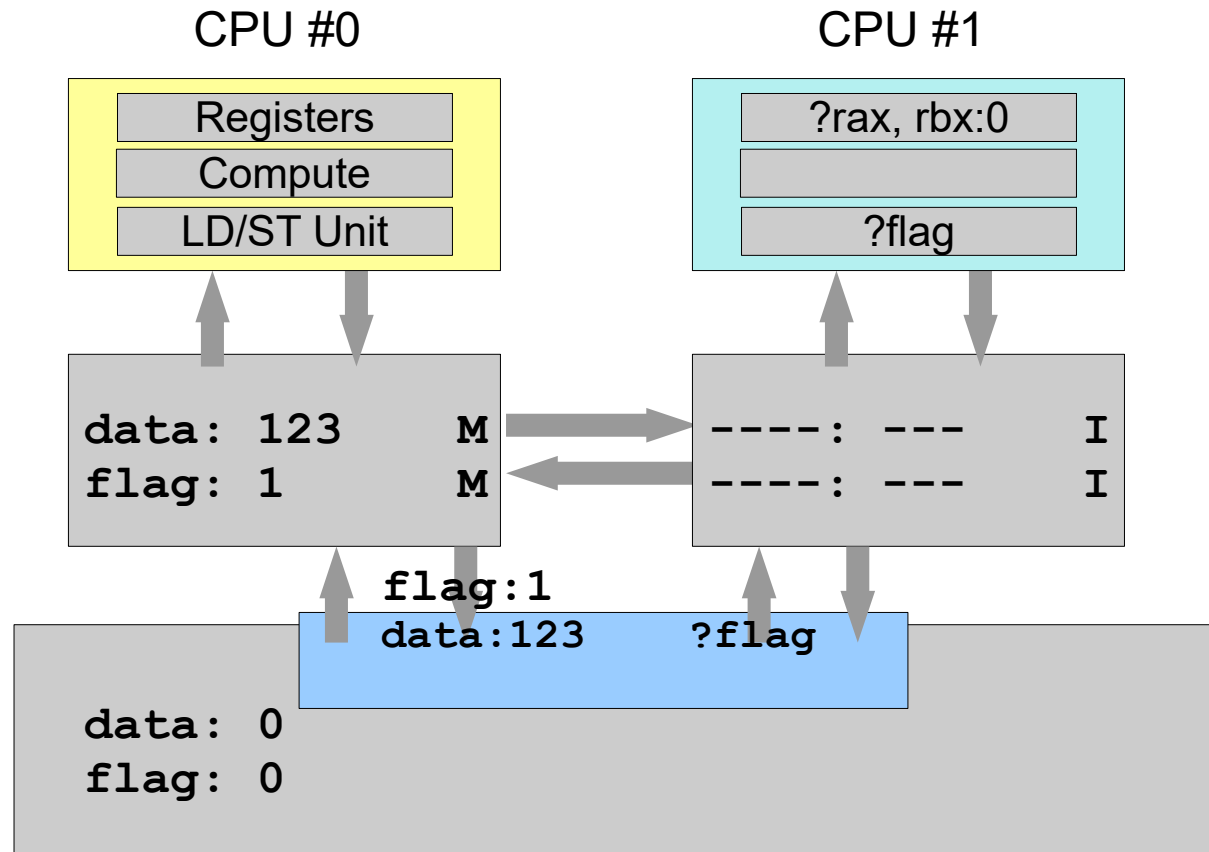 CPU #0
CPU #1
Registers
Compute
LD/ST Unit
?rax, rbx:0
?flag
data: 123 M
flag: 1 M
----: --- I
----: --- I
flag:1
data:123 ?flag
data: 0
flag: 0